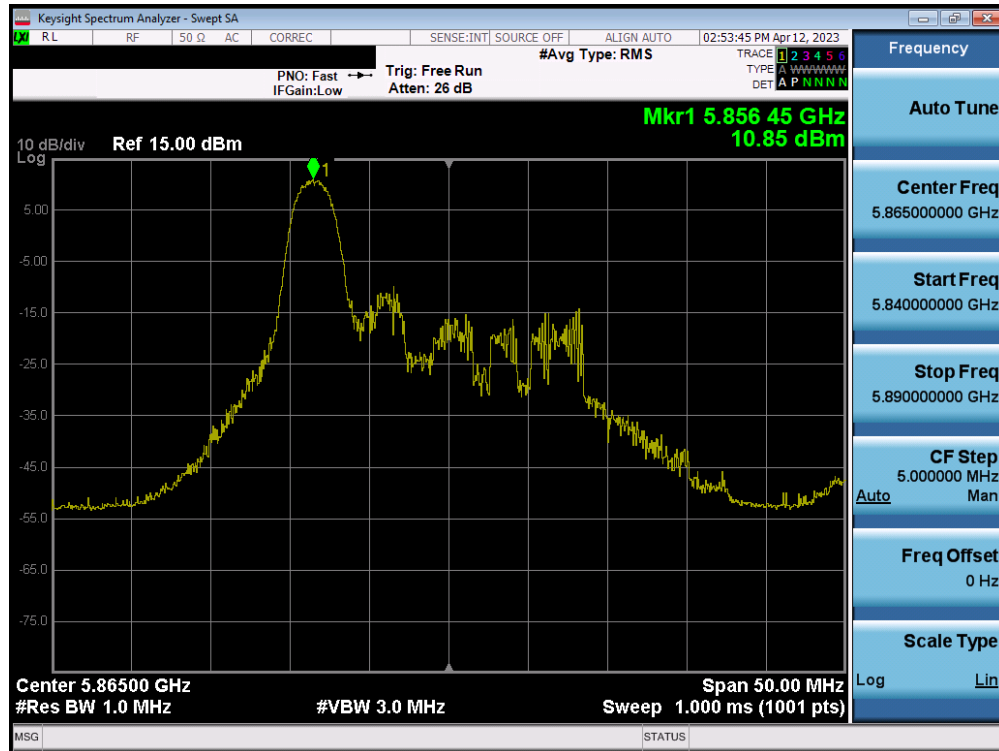 Keysight Spectrum Analyzer - Swept SA
LXI RL RF 50 Ω AC CORREC SENSE:INT SOURCE OFF ALIGN AUTO 02:53:45 PM Apr 12, 2023
#Avg Type: RMS
TRACE 1 2 3 4 5 6
TYPE A WWWWW
DET A P N N N N
PNO: Fast
IFGain:Low
Trig: Free Run
Atten: 26 dB
Mkr1 5.856 45 GHz
10.85 dBm
10 dB/div Ref 15.00 dBm
Log
1
5.00
-5.00
-15.0
-25.0
-35.0
-45.0
-55.0
-65.0
-75.0
Center 5.86500 GHz Span 50.00 MHz
#Res BW 1.0 MHz #VBW 3.0 MHz Sweep 1.000 ms (1001 pts)
MSG STATUS
Frequency
Auto Tune
Center Freq
5.865000000 GHz
Start Freq
5.840000000 GHz
Stop Freq
5.890000000 GHz
CF Step
5.000000 MHz
Auto Man
Freq Offset
0 Hz
Scale Type
Log Lin